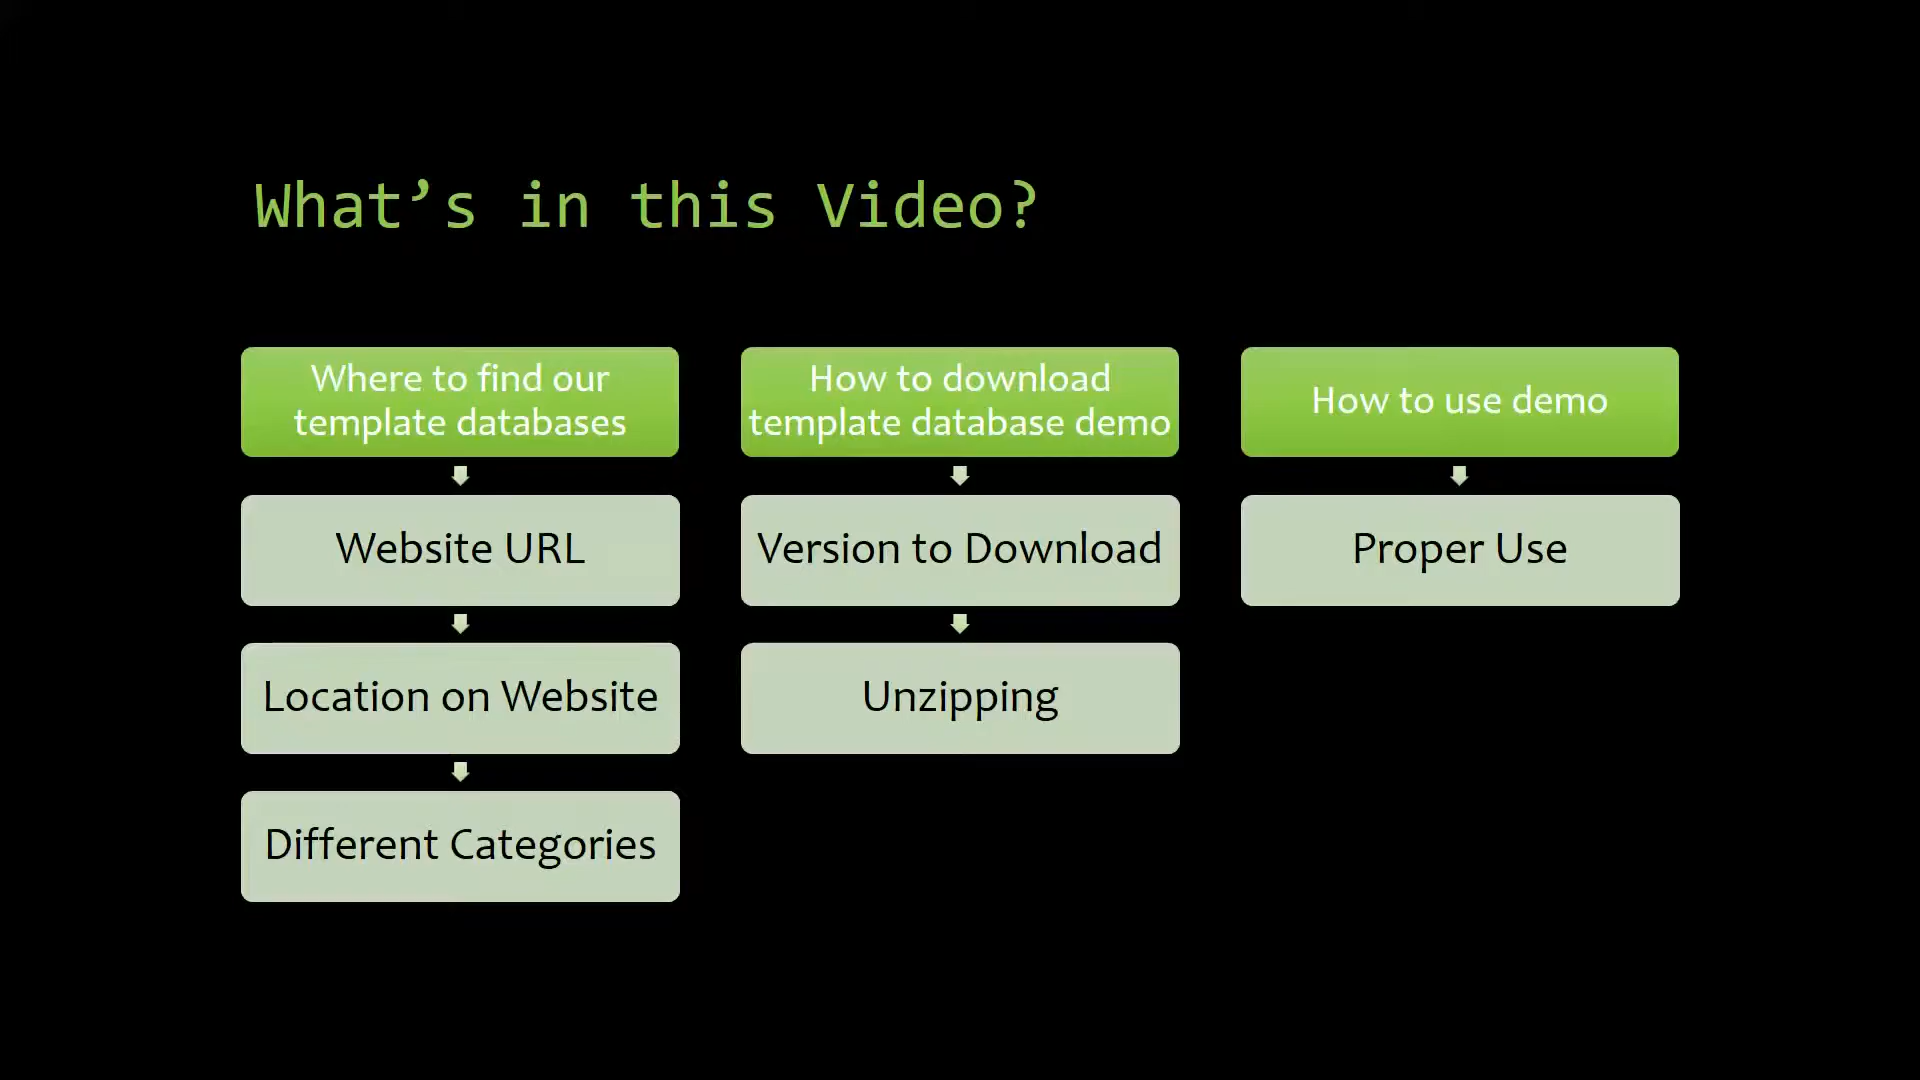 What’s in this Video?
Where to find our
template databases
Website URL
Location on Website
Different Categories
How to download
template database demo
Version to Download
Unzipping
How to use demo
Proper Use